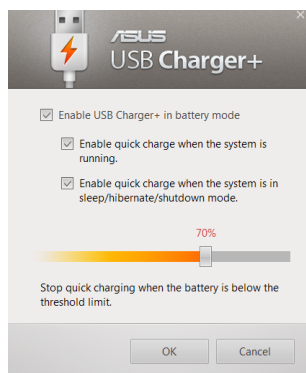 ASUS
USB Charger+
Enable USB Charger+ in battery mode
Enable quick charge when the system is
running.
Enable quick charge when the system is in
sleep/hibernate/shutdown mode.
70%
Stop quick charging when the battery is below the
threshold limit.
OK
Cancel